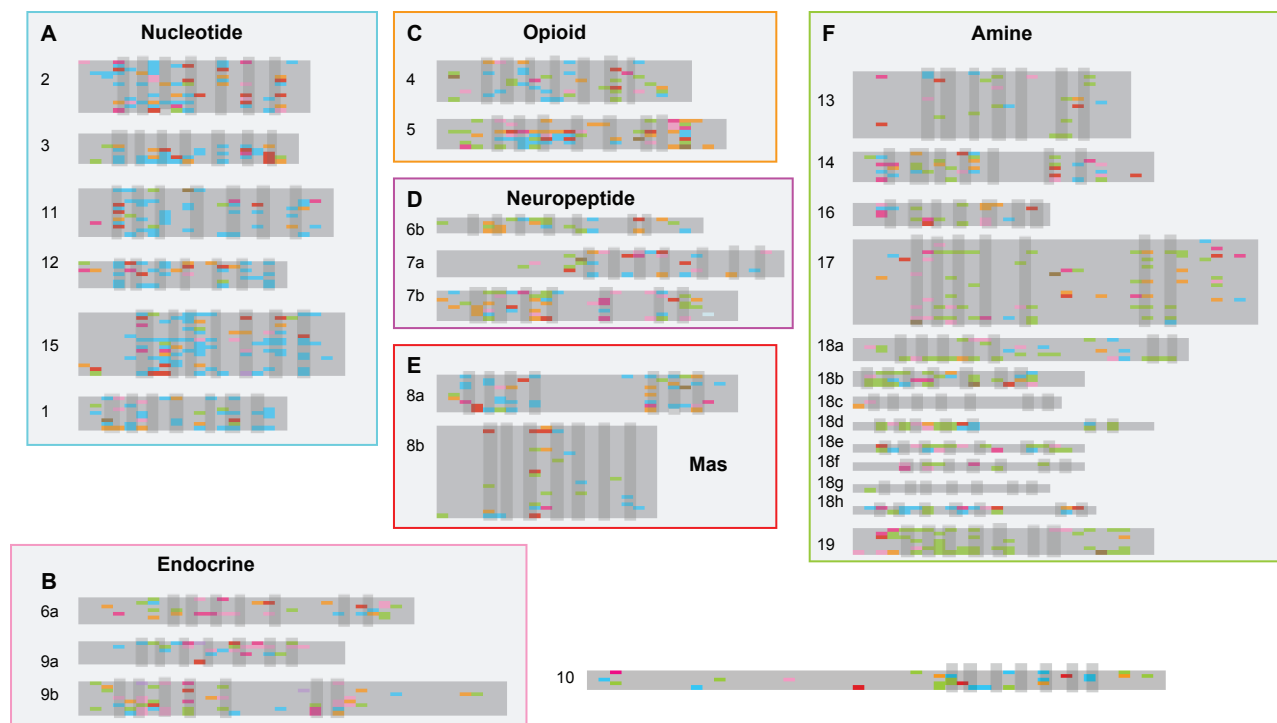 A Nucleotide
2
3
11
12
15
1
B Endocrine
6a
9a
9b
C Opioid
4
5
D Neuropeptide
6b
7a
7b
E
8a
8b
Mas
F Amine
13
14
16
17
18a
18b
18c
18d
18e
18f
18g
18h
19
10